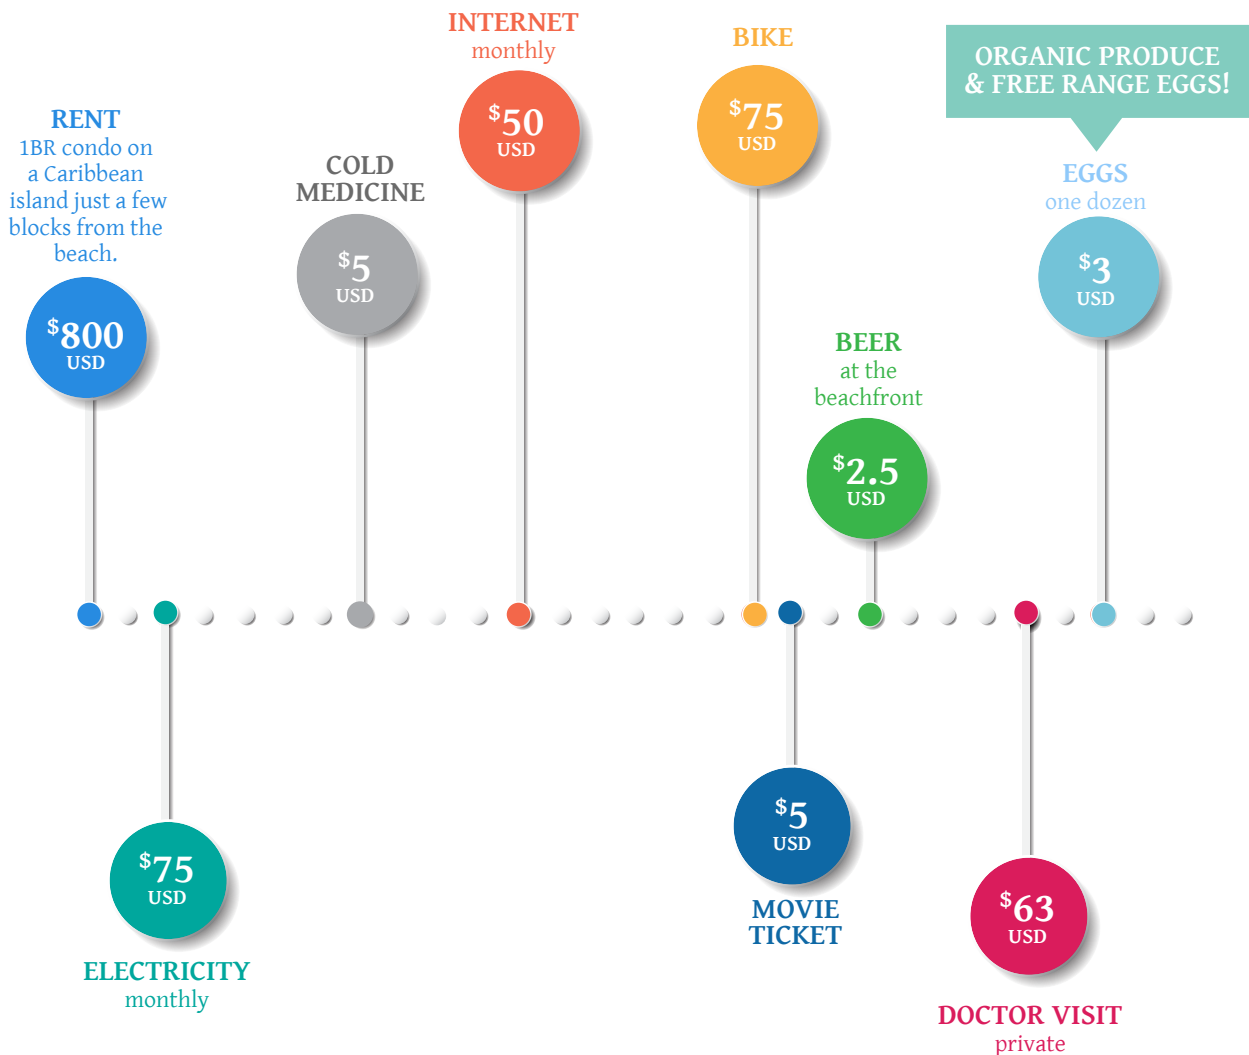 RENT
1BR condo on
a Caribbean
island just a few
blocks from the
beach.
$800
USD
ELECTRICITY
monthly
$75
USD
COLD
MEDICINE
$5
USD
INTERNET
monthly
$50
USD
BIKE
$75
USD
MOVIE
TICKET
$5
USD
BEER
at the
beachfront
$2.5
USD
DOCTOR VISIT
private
$63
USD
ORGANIC PRODUCE
& FREE RANGE EGGS!
EGGS
one dozen
$3
USD